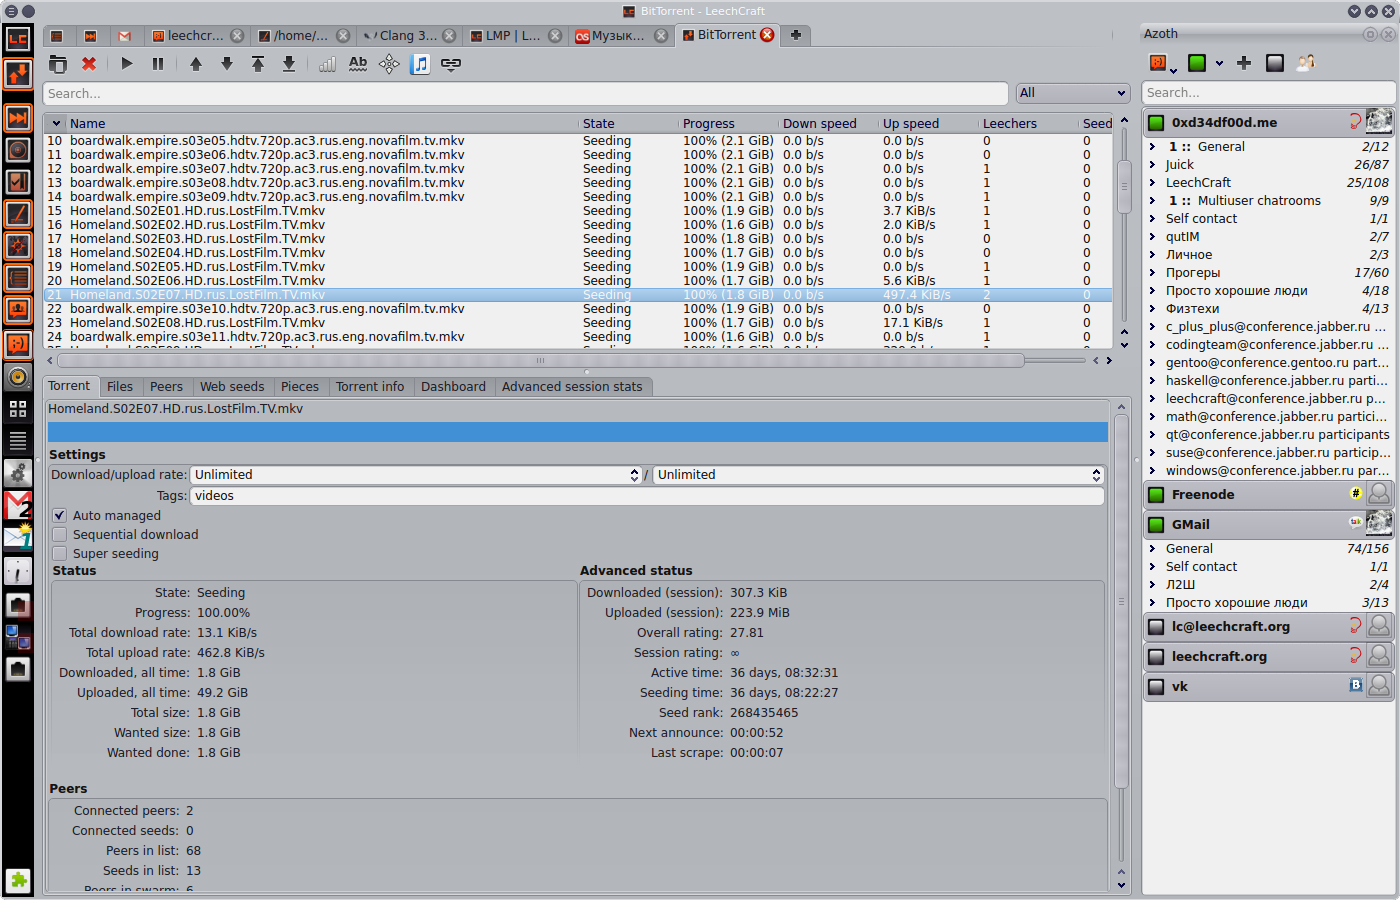 BitTorrent - LeechCraft
leechcr...
/home/...
Clang 3...
LMP | L...
Музык...
BitTorrent
Azoth
Search...
All
Search...
Name State Progress Down speed Up speed Leechers Seed
10 boardwalk.empire.s03e05.hdtv.720p.ac3.rus.eng.novafilm.tv.mkv Seeding 100% (2.1 GiB) 0.0 b/s 0.0 b/s 0 0
11 boardwalk.empire.s03e06.hdtv.720p.ac3.rus.eng.novafilm.tv.mkv Seeding 100% (2.1 GiB) 0.0 b/s 0.0 b/s 0 0
12 boardwalk.empire.s03e07.hdtv.720p.ac3.rus.eng.novafilm.tv.mkv Seeding 100% (2.1 GiB) 0.0 b/s 0.0 b/s 1 0
13 boardwalk.empire.s03e08.hdtv.720p.ac3.rus.eng.novafilm.tv.mkv Seeding 100% (2.1 GiB) 0.0 b/s 0.0 b/s 1 0
14 boardwalk.empire.s03e09.hdtv.720p.ac3.rus.eng.novafilm.tv.mkv Seeding 100% (2.1 GiB) 0.0 b/s 0.0 b/s 1 0
15 Homeland.S02E01.HD.rus.LostFilm.TV.mkv Seeding 100% (1.9 GiB) 0.0 b/s 3.7 KiB/s 1 0
16 Homeland.S02E02.HD.rus.LostFilm.TV.mkv Seeding 100% (1.6 GiB) 0.0 b/s 2.0 KiB/s 1 0
17 Homeland.S02E03.HD.rus.LostFilm.TV.mkv Seeding 100% (1.8 GiB) 0.0 b/s 0.0 b/s 0 0
18 Homeland.S02E04.HD.rus.LostFilm.TV.mkv Seeding 100% (1.7 GiB) 0.0 b/s 0.0 b/s 0 0
19 Homeland.S02E05.HD.rus.LostFilm.TV.mkv Seeding 100% (1.9 GiB) 0.0 b/s 0.0 b/s 1 0
20 Homeland.S02E06.HD.rus.LostFilm.TV.mkv Seeding 100% (1.7 GiB) 0.0 b/s 5.6 KiB/s 1 0
21 Homeland.S02E07.HD.rus.LostFilm.TV.mkv Seeding 100% (1.8 GiB) 0.0 b/s 497.4 KiB/s 2 0
22 boardwalk.empire.s03e10.hdtv.720p.ac3.rus.eng.novafilm.tv.mkv Seeding 100% (1.9 GiB) 0.0 b/s 0.0 b/s 0 0
23 Homeland.S02E08.HD.rus.LostFilm.TV.mkv Seeding 100% (1.7 GiB) 0.0 b/s 17.1 KiB/s 1 0
24 boardwalk.empire.s03e11.hdtv.720p.ac3.rus.eng.novafilm.tv.mkv Seeding 100% (1.6 GiB) 0.0 b/s 0.0 b/s 1 0
Torrent Files Peers Web seeds Pieces Torrent info Dashboard Advanced session stats
Homeland.S02E07.HD.rus.LostFilm.TV.mkv
Settings
Download/upload rate: Unlimited / Unlimited
Tags: videos
Auto managed
Sequential download
Super seeding
Status
State: Seeding
Progress: 100.00%
Total download rate: 13.1 KiB/s
Total upload rate: 462.8 KiB/s
Downloaded, all time: 1.8 GiB
Uploaded, all time: 49.2 GiB
Total size: 1.8 GiB
Wanted size: 1.8 GiB
Wanted done: 1.8 GiB
Advanced status
Downloaded (session): 307.3 KiB
Uploaded (session): 223.9 MiB
Overall rating: 27.81
Session rating: ∞
Active time: 36 days, 08:32:31
Seeding time: 36 days, 08:22:27
Seed rank: 268435465
Next announce: 00:00:52
Last scrape: 00:00:07
Peers
Connected peers: 2
Connected seeds: 0
Peers in list: 68
Seeds in list: 13
Peers in swarm: 6
0xd34df00d.me
1 :: General 2/12
Juick 16/87
LeechCraft 25/108
1 :: Multiuser chatrooms 9/9
Self contact 1/1
qutIM 2/7
Личное 2/3
Прогеры 17/60
Просто хорошие люди 4/18
Физтехи 4/13
c_plus_plus@conference.jabber.ru ...
codingteam@conference.jabber.ru ...
gentoo@conference.gentoo.ru part...
haskell@conference.jabber.ru parti...
leechcraft@conference.jabber.ru p...
math@conference.jabber.ru partici...
qt@conference.jabber.ru participants
suse@conference.jabber.ru particip...
windows@conference.jabber.ru par...
Freenode #
GMail talk
General 74/156
Self contact 1/1
Л2Ш 2/4
Просто хорошие люди 3/13
lc@leechcraft.org
leechcraft.org
vk B